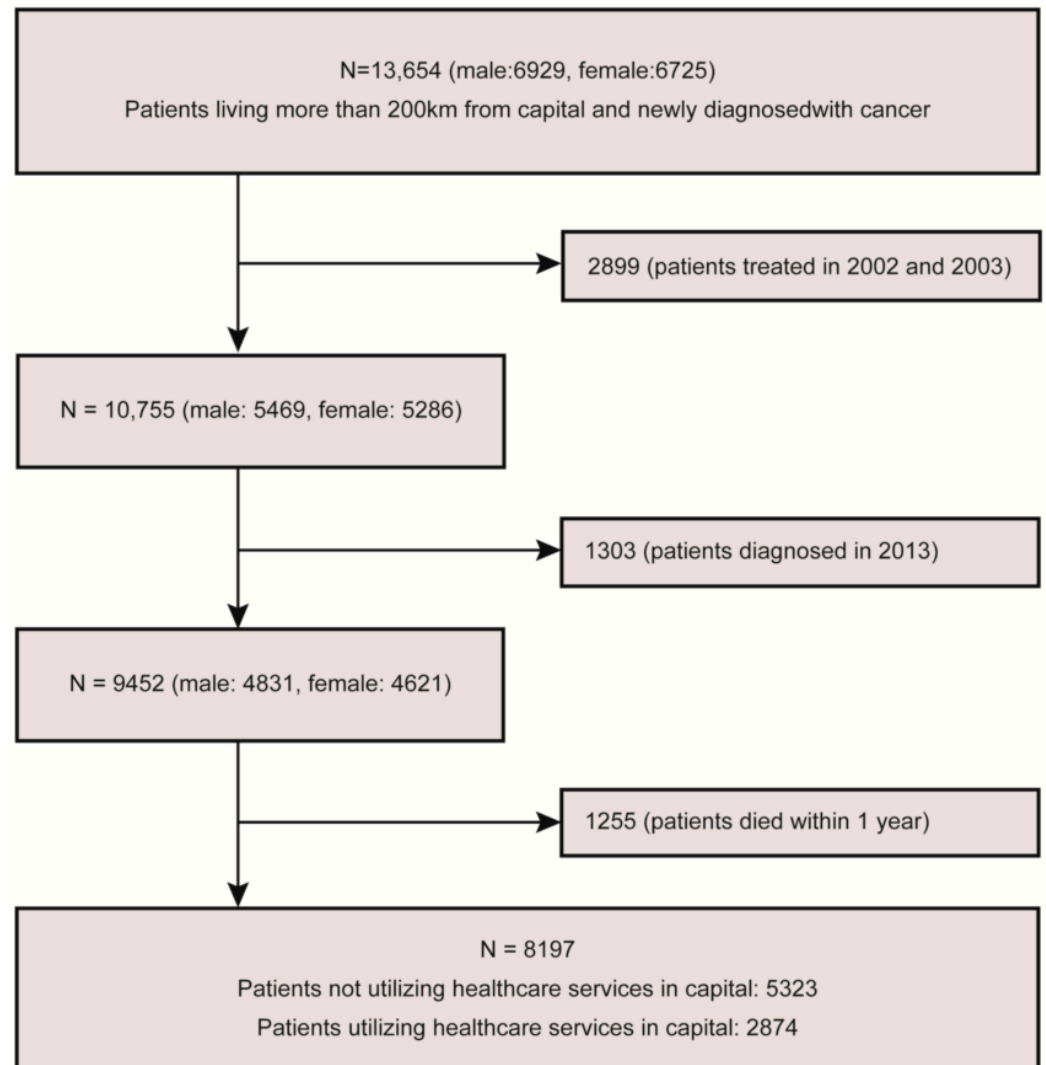 N=13,654 (male:6929, female:6725)
Patients living more than 200km from capital and newly diagnosedwith cancer
2899 (patients treated in 2002 and 2003)
N = 10,755 (male: 5469, female: 5286)
1303 (patients diagnosed in 2013)
N = 9452 (male: 4831, female: 4621)
1255 (patients died within 1 year)
N = 8197
Patients not utilizing healthcare services in capital: 5323
Patients utilizing healthcare services in capital: 2874